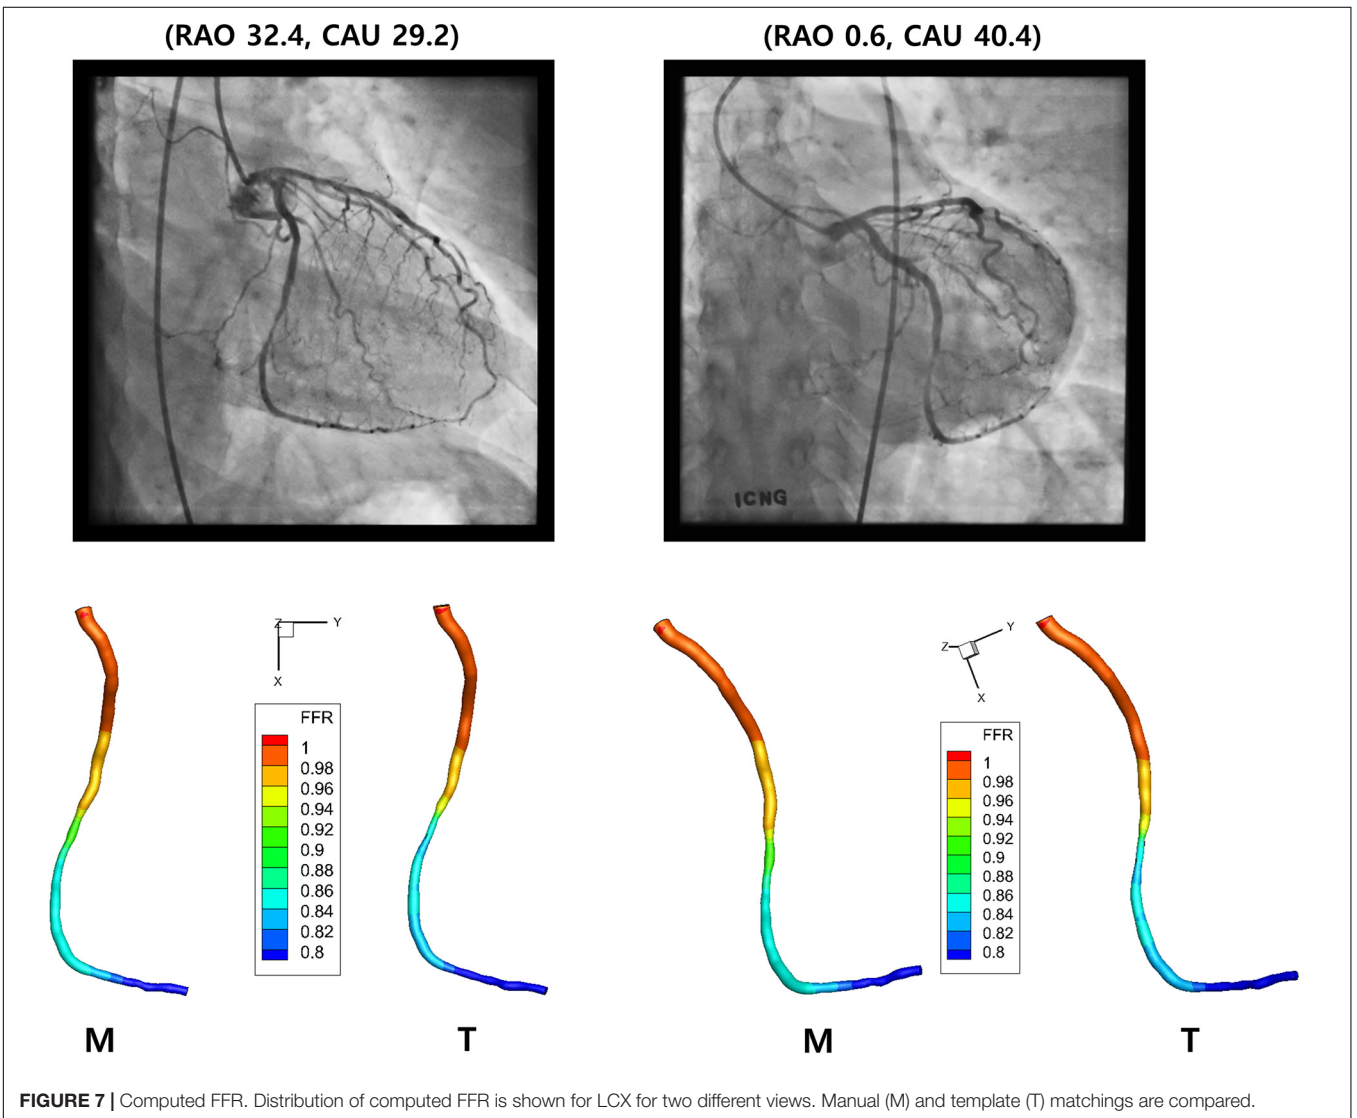 (RAO 32.4, CAU 29.2)
(RAO 0.6, CAU 40.4)
ICNG
Z
Y
X
FFR
1
0.98
0.96
0.94
0.92
0.9
0.88
0.86
0.84
0.82
0.8
Y
Z
X
FFR
1
0.98
0.96
0.94
0.92
0.9
0.88
0.86
0.84
0.82
0.8
M
T
M
T
FIGURE 7 | Computed FFR. Distribution of computed FFR is shown for LCX for two different views. Manual (M) and template (T) matchings are compared.